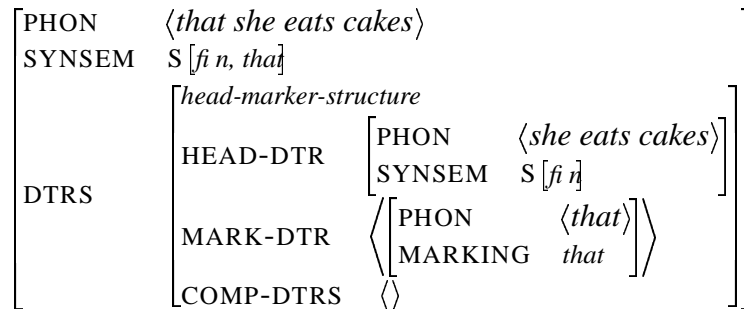 PHON ⟨that she eats cakes⟩
SYNSEM S[fin, that]
head-marker-structure
HEAD-DTR PHON ⟨she eats cakes⟩
SYNSEM S[fin]
DTRS
MARK-DTR ⟨PHON ⟨that⟩
MARKING that⟩
COMP-DTRS ⟨⟩